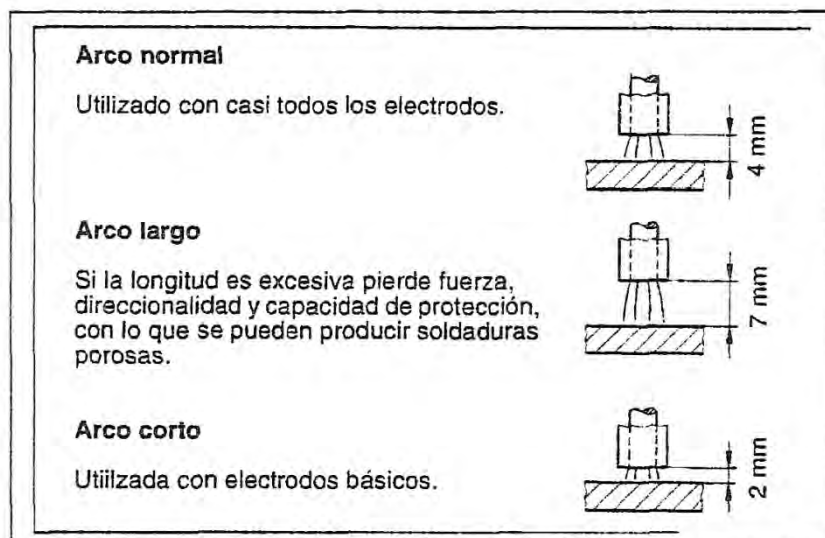 Arco normal
Utilizado con casi todos los electrodos.
4 mm
Arco largo
Si la longitud es excesiva pierde fuerza,
direccionalidad y capacidad de protección,
con lo que se pueden producir soldaduras
porosas.
7 mm
Arco corto
Utiilzada con electrodos básicos.
2 mm